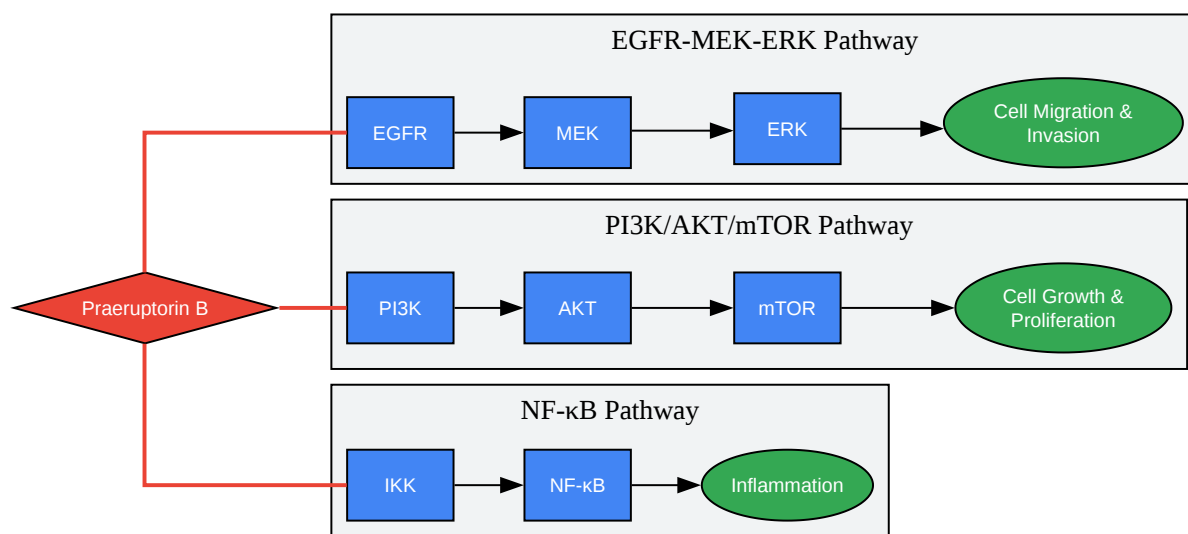 EGFR-MEK-ERK Pathway
EGFR
MEK
ERK
Cell Migration &
Invasion
PI3K/AKT/mTOR Pathway
Praeruptorin B
PI3K
AKT
mTOR
Cell Growth &
Proliferation
NF-κB Pathway
IKK
NF-κB
Inflammation